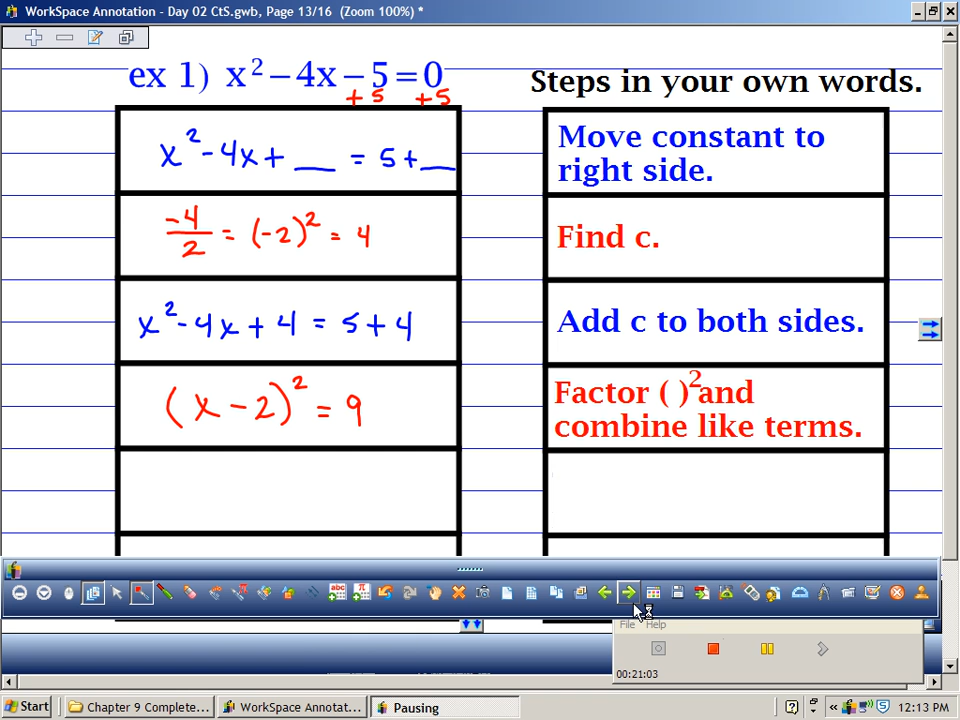 WorkSpace Annotation - Day 02 CtS.gwb, Page 13/16 (Zoom 100%) *
ex 1) x² − 4x − 5 = 0
+ 5 + 5
Steps in your own words.
x² - 4x + __ = 5 + __
Move constant to
right side.
-4/2 = (-2)² = 4
Find c.
x² - 4x + 4 = 5 + 4
Add c to both sides.
(x - 2)² = 9
Factor ( )² and
combine like terms.
File Help
00:21:03
Start
Chapter 9 Complete...
WorkSpace Annotat...
Pausing
12:13 PM